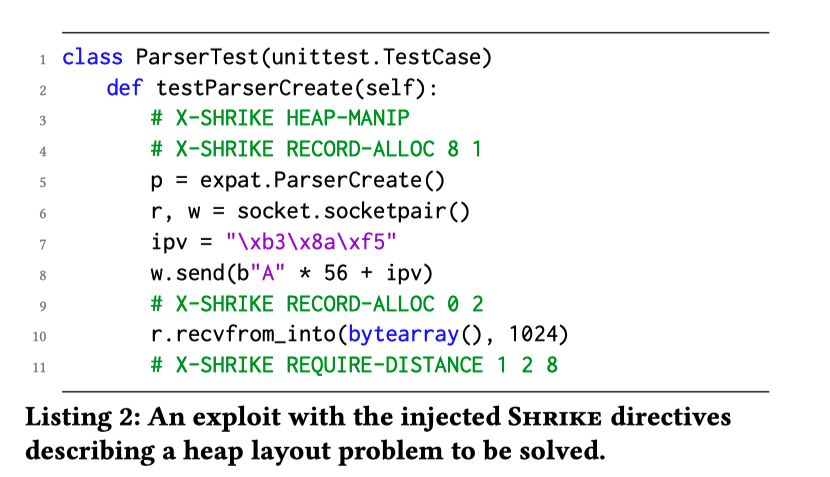 1 class ParserTest(unittest.TestCase)
2 def testParserCreate(self):
3 # X-SHRIKE HEAP-MANIP
4 # X-SHRIKE RECORD-ALLOC 8 1
5 p = expat.ParserCreate()
6 r, w = socket.socketpair()
7 ipv = "\xb3\x8a\xf5"
8 w.send(b"A" * 56 + ipv)
9 # X-SHRIKE RECORD-ALLOC 0 2
10 r.recvfrom_into(bytearray(), 1024)
11 # X-SHRIKE REQUIRE-DISTANCE 1 2 8
Listing 2: An exploit with the injected SHRIKE directives
describing a heap layout problem to be solved.